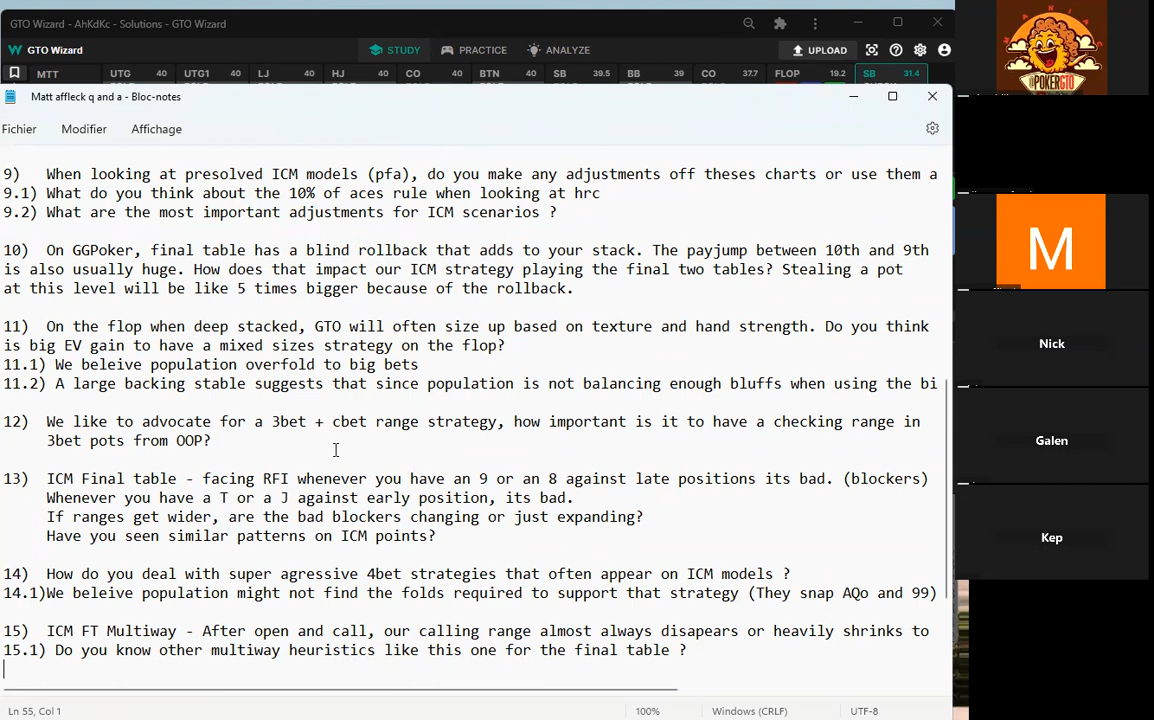 GTO Wizard - AhKdKc - Solutions - GTO Wizard
GTO Wizard STUDY PRACTICE ANALYZE UPLOAD
MTT UTG 40 UTG1 40 LJ 40 HJ 40 CO 40 BTN 40 SB 39.5 BB 39 CO 37.7 FLOP 19.2 SB 31.4
Matt affleck q and a - Bloc-notes
Fichier Modifier Affichage
9) When looking at presolved ICM models (pfa), do you make any adjustments off theses charts or use them a
9.1) What do you think about the 10% of aces rule when looking at hrc
9.2) What are the most important adjustments for ICM scenarios ?
10) On GGPoker, final table has a blind rollback that adds to your stack. The payjump between 10th and 9th
is also usually huge. How does that impact our ICM strategy playing the final two tables? Stealing a pot
at this level will be like 5 times bigger because of the rollback.
11) On the flop when deep stacked, GTO will often size up based on texture and hand strength. Do you think
is big EV gain to have a mixed sizes strategy on the flop?
11.1) We beleive population overfold to big bets
11.2) A large backing stable suggests that since population is not balancing enough bluffs when using the bi
12) We like to advocate for a 3bet + cbet range strategy, how important is it to have a checking range in
3bet pots from OOP?
13) ICM Final table - facing RFI whenever you have an 9 or an 8 against late positions its bad. (blockers)
Whenever you have a T or a J against early position, its bad.
If ranges get wider, are the bad blockers changing or just expanding?
Have you seen similar patterns on ICM points?
14) How do you deal with super agressive 4bet strategies that often appear on ICM models ?
14.1)We beleive population might not find the folds required to support that strategy (They snap AQo and 99)
15) ICM FT Multiway - After open and call, our calling range almost always disapears or heavily shrinks to
15.1) Do you know other multiway heuristics like this one for the final table ?
Ln 55, Col 1 100% Windows (CRLF) UTF-8
@POKERGTO
M
Nick
Galen
Kep